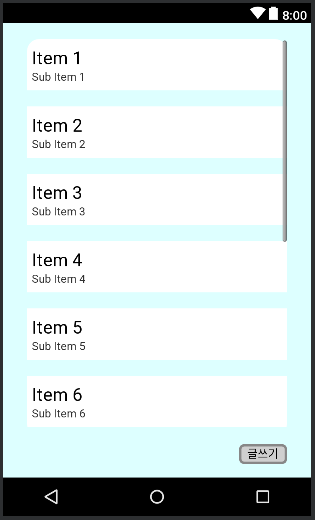 8:00
Item 1
Sub Item 1
Item 2
Sub Item 2
Item 3
Sub Item 3
Item 4
Sub Item 4
Item 5
Sub Item 5
Item 6
Sub Item 6
글쓰기